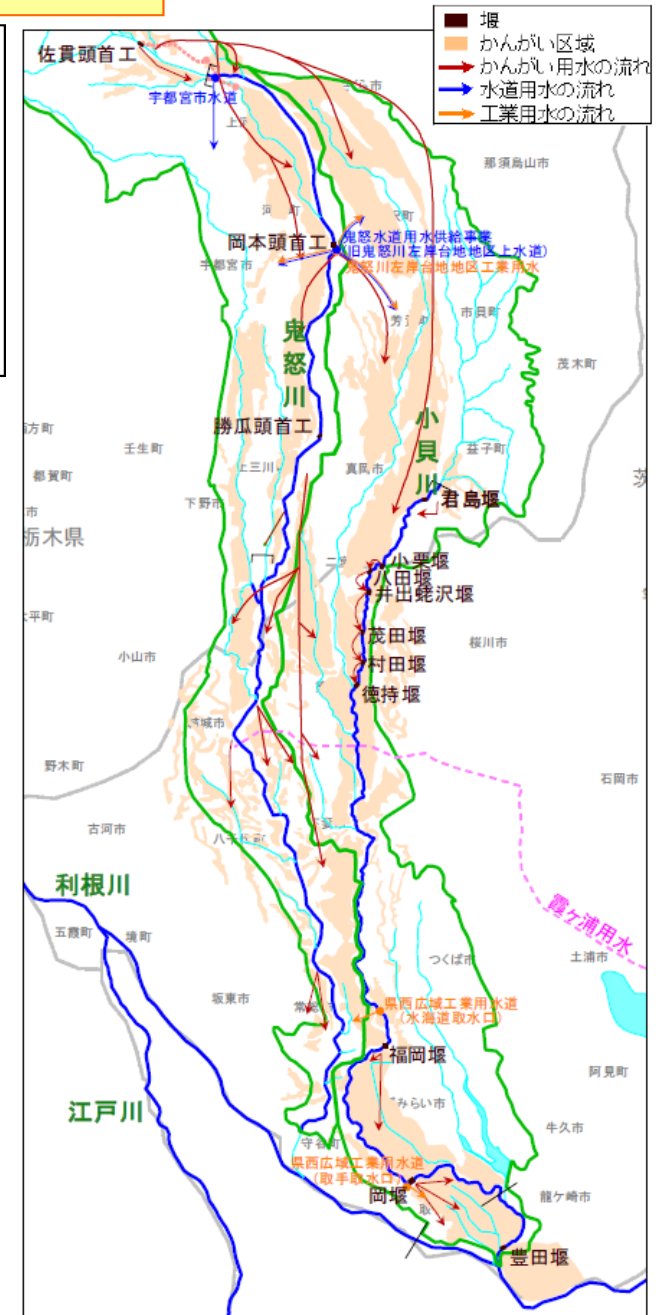 堰
かんがい区域
かんがい用水の流れ
水道用水の流れ
工業用水の流れ
佐貫頭首工
宇都宮市水道
那須烏山市
岡本頭首工
鬼怒水道用水供給事業
(旧鬼怒川左岸台地地区上水道)
鬼怒川左岸台地地区工業用水
宇都宮市
市貝町
茂木町
鬼怒川
小貝川
勝瓜頭首工
壬生町
都賀町
上三川
真岡市
益子町
君島堰
下野市
栃木県
小栗堰
八田堰
井出蛯沢堰
茂田堰
村田堰
徳持堰
桜川市
小山市
野木町
石岡市
古河市
利根川
霞ヶ浦用水
五霞町
境町
つくば市
土浦市
坂東市
県西広域工業用水道
(水海道取水口)
福岡堰
阿見町
みらい市
江戸川
牛久市
守谷町
県西広域工業用水道
(取手取水口)
岡堰
取
龍ケ崎市
豊田堰